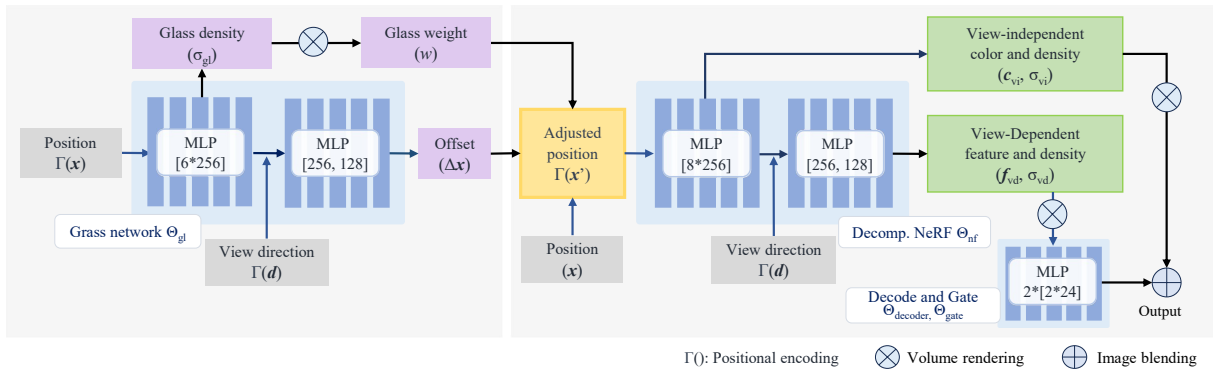 Glass density
(σgl)
Glass weight
(w)
Position
Γ(x)
MLP
[6*256]
MLP
[256, 128]
Offset
(Δx)
Grass network Θgl
View direction
Γ(d)
Adjusted
position
Γ(x’)
Position
(x)
MLP
[8*256]
MLP
[256, 128]
View direction
Γ(d)
Decomp. NeRF Θnf
View-independent
color and density
(cvi, σvi)
View-Dependent
feature and density
(fvd, σvd)
MLP
2*[2*24]
Decode and Gate
Θdecoder, Θgate
Output
Γ(): Positional encoding
Volume rendering
Image blending